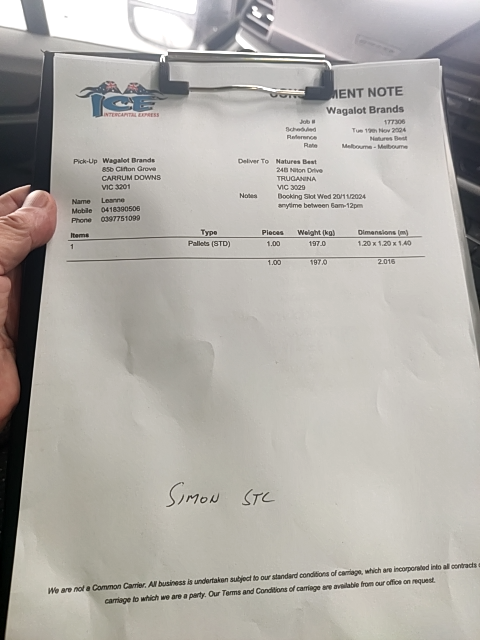 ICE
INTERCAPITAL EXPRESS
MENT NOTE
Wagalot Brands
Job # 177306
Scheduled Tue 19th Nov 2024
Reference Natures Best
Rate Melbourne - Melbourne
Pick-Up Wagalot Brands
85b Clifton Grove
CARRUM DOWNS
VIC 3201
Name Leanne
Mobile 0418390506
Phone 0397751099
Deliver To Natures Best
24B Niton Drive
TRUGANINA
VIC 3029
Notes Booking Slot Wed 20/11/2024
anytime between 6am-12pm
Items Type Pieces Weight (kg) Dimensions (m)
1 Pallets (STD) 1.00 197.0 1.20 x 1.20 x 1.40
1.00 197.0 2.016
SIMON STC
We are not a Common Carrier. All business is undertaken subject to our standard conditions of carriage, which are incorporated into all contracts
carriage to which we are a party. Our Terms and Conditions of carriage are available from our office on request.